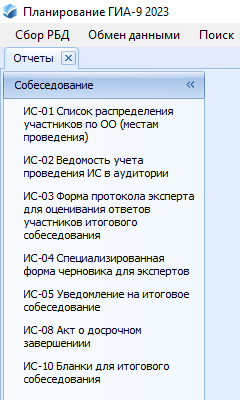 Планирование ГИА-9 2023
Сбор РБД Обмен данными Поиск
Отчеты
Собеседование
ИС-01 Список распределения
участников по ОО (местам
проведения)
ИС-02 Ведомость учета
проведения ИС в аудитории
ИС-03 Форма протокола эксперта
для оценивания ответов
участников итогового
собеседования
ИС-04 Специализированная
форма черновика для экспертов
ИС-05 Уведомление на итоговое
собеседование
ИС-08 Акт о досрочном
завершениии
ИС-10 Бланки для итогового
собеседования